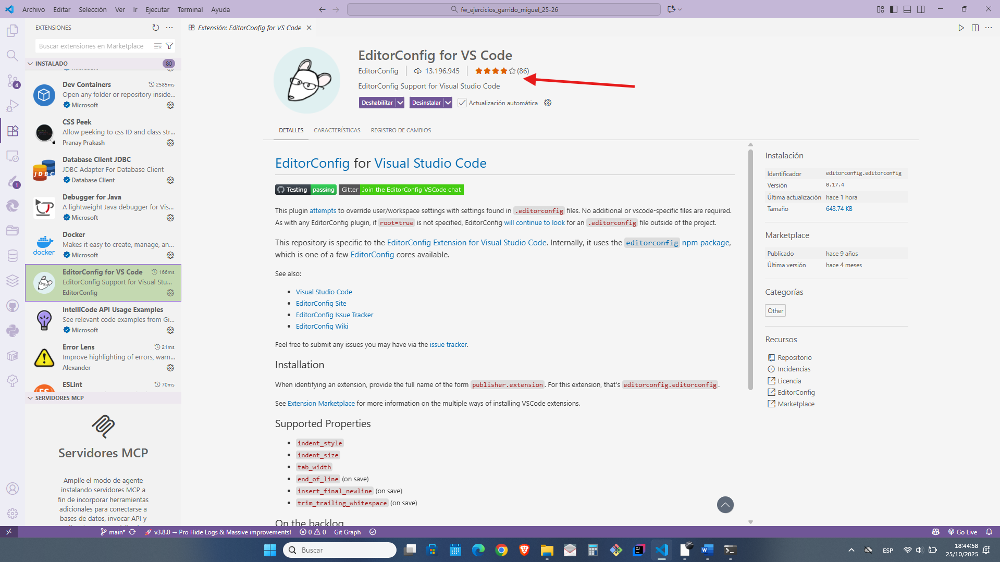 Archivo Editar Selección Ver Ir Ejecutar Terminal Ayuda
fw_ejercicios_garrido_miguel_25-26
EXTENSIONES
Buscar extensiones en Marketplace
INSTALADO 80
Dev Containers 2585ms
Open any folder or repository inside...
Microsoft
CSS Peek
Allow peeking to css ID and class str...
Pranay Prakash
Database Client JDBC
JDBC Adapter For Database Client
Database Client
Debugger for Java
A lightweight Java debugger for Vis...
Microsoft
Docker
Makes it easy to create, manage, an...
Microsoft
EditorConfig for VS Code 166ms
EditorConfig Support for Visual Stu...
EditorConfig
IntelliCode API Usage Examples
See relevant code examples from Gi...
Microsoft
Error Lens 21ms
Improve highlighting of errors, warn...
Alexander
ESLint 70ms
SERVIDORES MCP
Servidores MCP
Amplíe el modo de agente
instalando servidores MCP a
fin de incorporar herramientas
adicionales para conectarse a
bases de datos, invocar API y
4
1
JDBC
docker
ES
Extensión: EditorConfig for VS Code
EditorConfig for VS Code
EditorConfig 13.196.945 (86)
EditorConfig Support for Visual Studio Code
Deshabilitar Desinstalar Actualización automática
DETALLES CARACTERÍSTICAS REGISTRO DE CAMBIOS
EditorConfig for Visual Studio Code
Testing passing Gitter Join the EditorConfig VSCode chat
This plugin attempts to override user/workspace settings with settings found in .editorconfig files. No additional or vscode-specific files are required.
As with any EditorConfig plugin, if root=true is not specified, EditorConfig will continue to look for an .editorconfig file outside of the project.
This repository is specific to the EditorConfig Extension for Visual Studio Code. Internally, it uses the editorconfig npm package,
which is one of a few EditorConfig cores available.
See also:
Visual Studio Code
EditorConfig Site
EditorConfig Issue Tracker
EditorConfig Wiki
Feel free to submit any issues you may have via the issue tracker.
Installation
When identifying an extension, provide the full name of the form publisher.extension. For this extension, that's editorconfig.editorconfig.
See Extension Marketplace for more information on the multiple ways of installing VSCode extensions.
Supported Properties
indent_style
indent_size
tab_width
end_of_line (on save)
insert_final_newline (on save)
trim_trailing_whitespace (on save)
On the backlog
Instalación
Identificador editorconfig.editorconfig
Versión 0.17.4
Última actualización hace 1 hora
Tamaño 643.74 KB
Marketplace
Publicado hace 9 años
Última versión hace 4 meses
Categorías
Other
Recursos
Repositorio
Incidencias
Licencia
EditorConfig
Marketplace
main* v3.8.0 → Pro Hide Logs & Massive improvements! 0 0 Git Graph Go Live
Buscar
ESP
18:44:58
25/10/2025